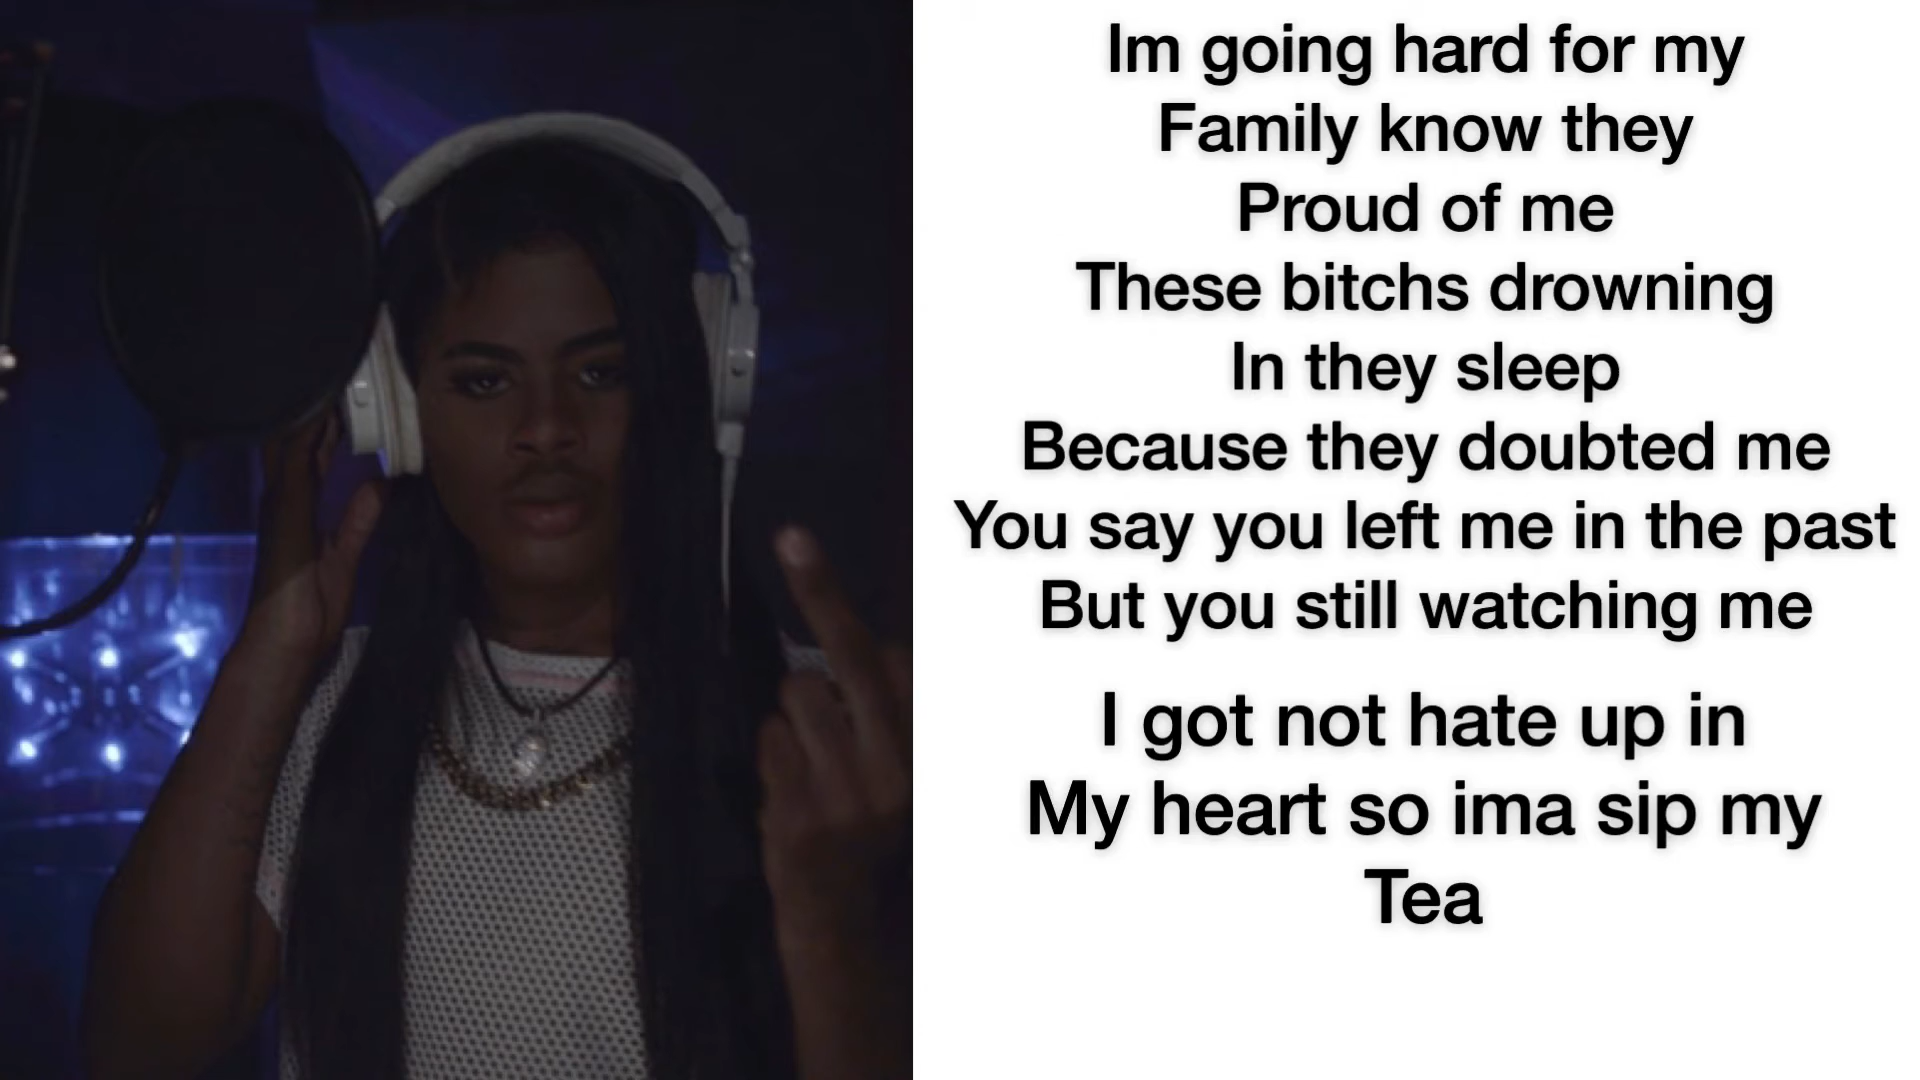 Im going hard for my
Family know they
Proud of me
These bitchs drowning
In they sleep
Because they doubted me
You say you left me in the past
But you still watching me
I got not hate up in
My heart so ima sip my
Tea